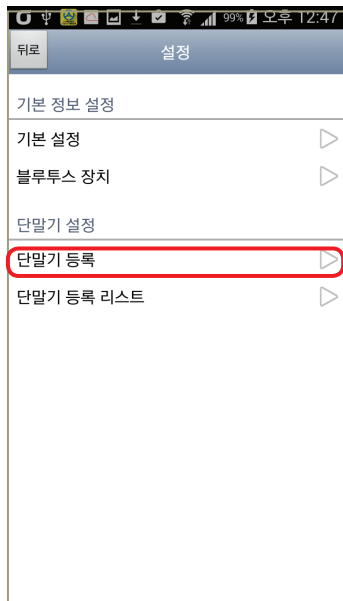 99% 오후 12:47
뒤로 설정
기본 정보 설정
기본 설정
블루투스 장치
단말기 설정
단말기 등록
단말기 등록 리스트